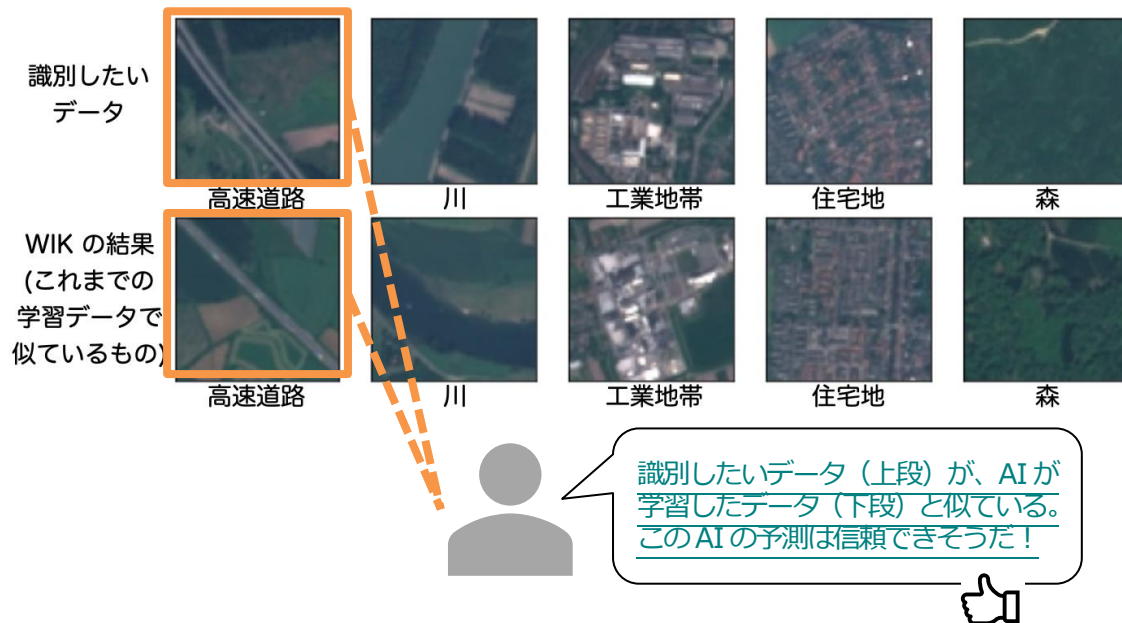 識別したい
データ
高速道路
川
工業地帯
住宅地
森
WIK の結果
(これまでの
学習データで
似ているもの)
高速道路
川
工業地帯
住宅地
森
識別したいデータ（上段）が、AI が
学習したデータ（下段）と似ている。
この AI の予測は信頼できそうだ！